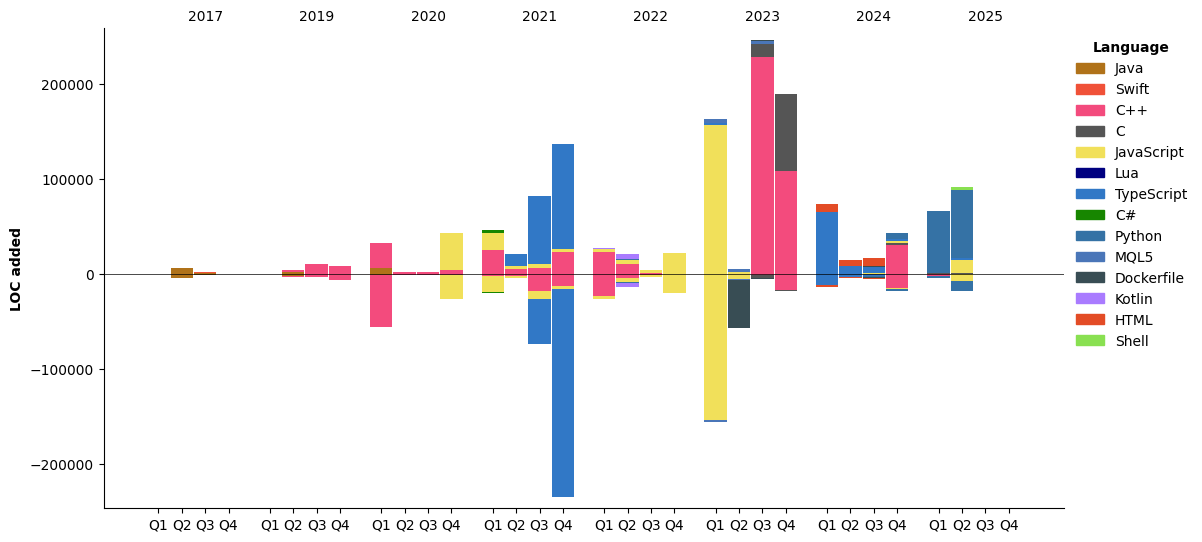 2017 2019 2020 2021 2022 2023 2024 2025
LOC added
200000
100000
0
−100000
−200000
Q1 Q2 Q3 Q4 Q1 Q2 Q3 Q4 Q1 Q2 Q3 Q4 Q1 Q2 Q3 Q4 Q1 Q2 Q3 Q4 Q1 Q2 Q3 Q4 Q1 Q2 Q3 Q4 Q1 Q2 Q3 Q4
Language
Java
Swift
C++
C
JavaScript
Lua
TypeScript
C#
Python
MQL5
Dockerfile
Kotlin
HTML
Shell